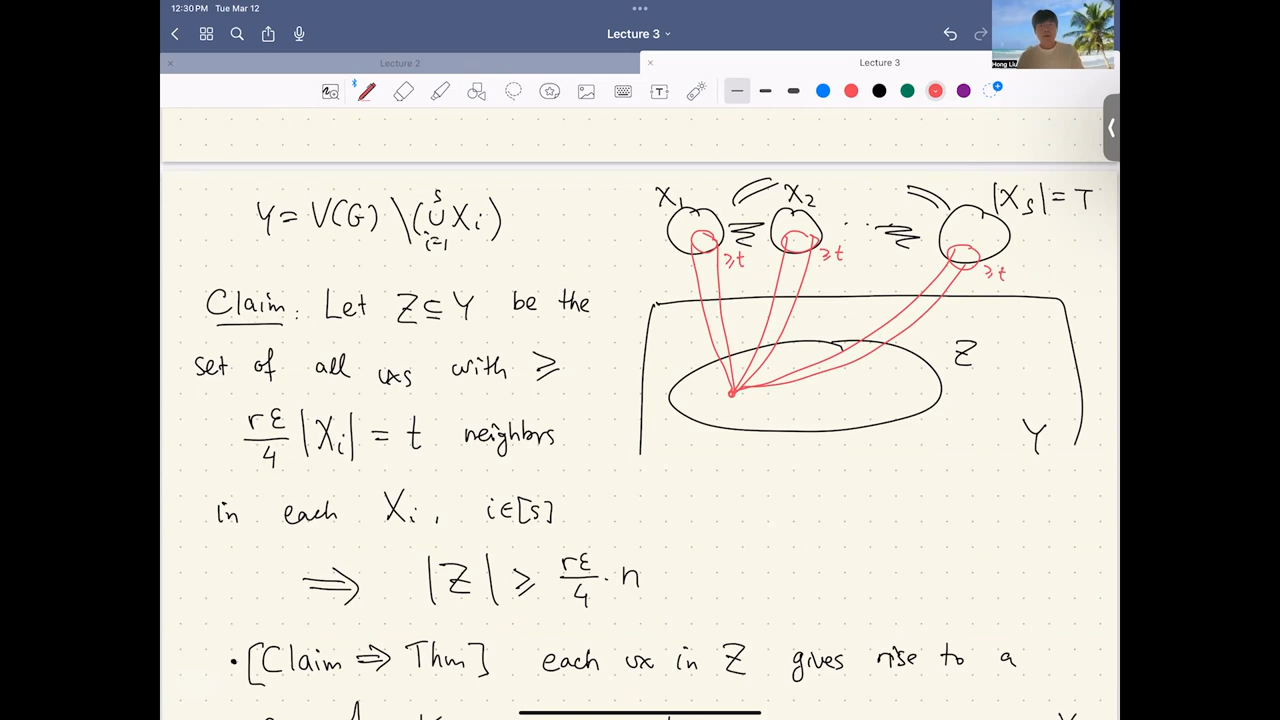 12:30 PM Tue Mar 12
Lecture 3
Lecture 2
Lecture 3
Hong Liu
Y = V(G) \ (⋃_{i=1}^{s} X_i)
X_1
X_2
|X_s| = T
≥t
≥t
≥t
Z
Y
Claim: Let Z ⊆ Y be the
set of all vxs with ≥
rε/4 |X_i| = t neighbors
in each X_i, i∈[s]
⟹ |Z| ≥ rε/4 · n
• [Claim ⟹ Thm] each vx in Z gives rise to a